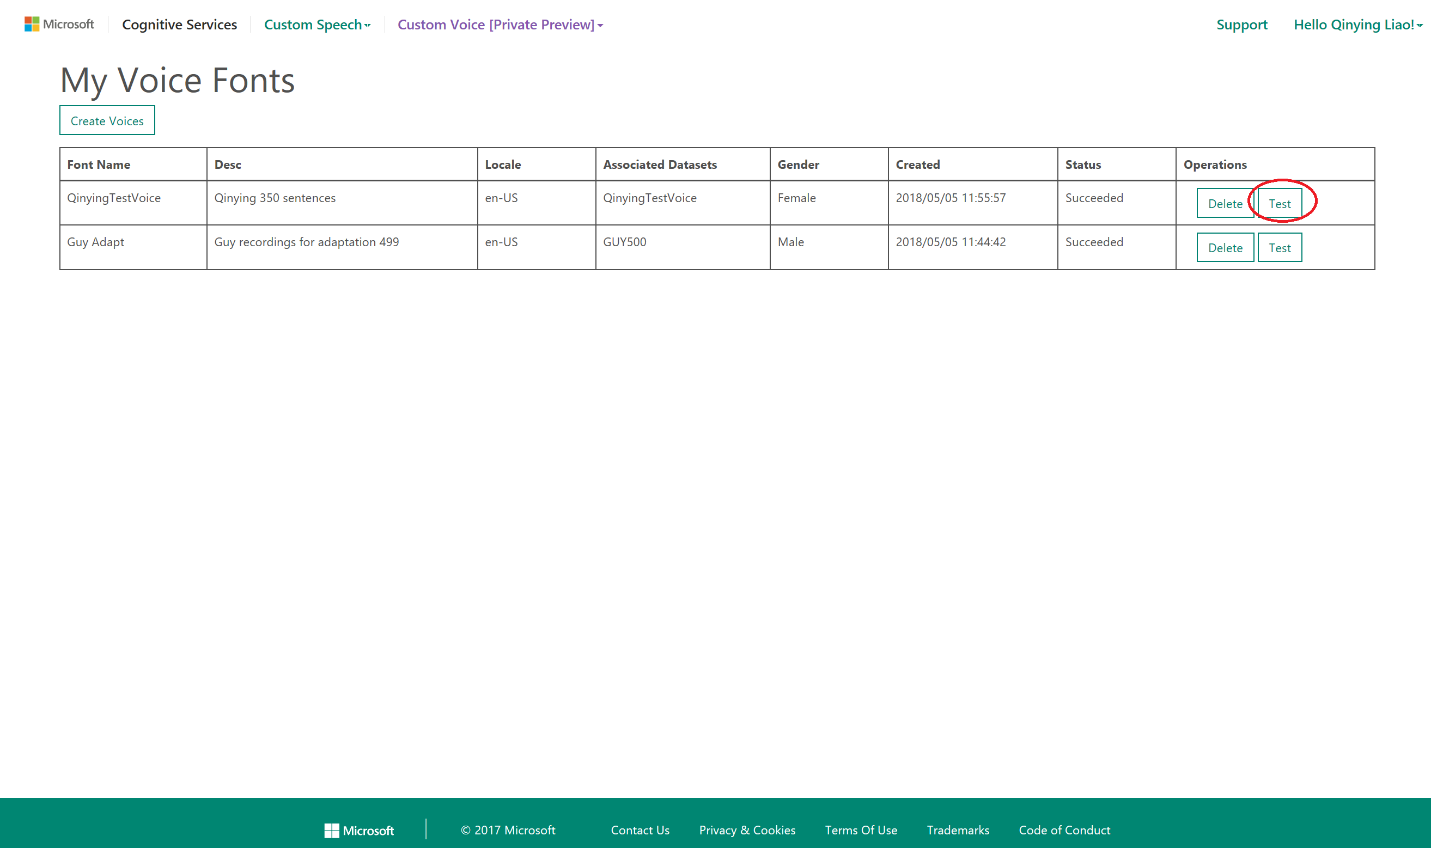 Microsoft Cognitive Services Custom Speech Custom Voice [Private Preview] Support Hello Qinying Liao!
My Voice Fonts
Create Voices
Font Name Desc Locale Associated Datasets Gender Created Status Operations
QinyingTestVoice Qinying 350 sentences en-US QinyingTestVoice Female 2018/05/05 11:55:57 Succeeded Delete Test
Guy Adapt Guy recordings for adaptation 499 en-US GUY500 Male 2018/05/05 11:44:42 Succeeded Delete Test
Microsoft © 2017 Microsoft Contact Us Privacy & Cookies Terms Of Use Trademarks Code of Conduct